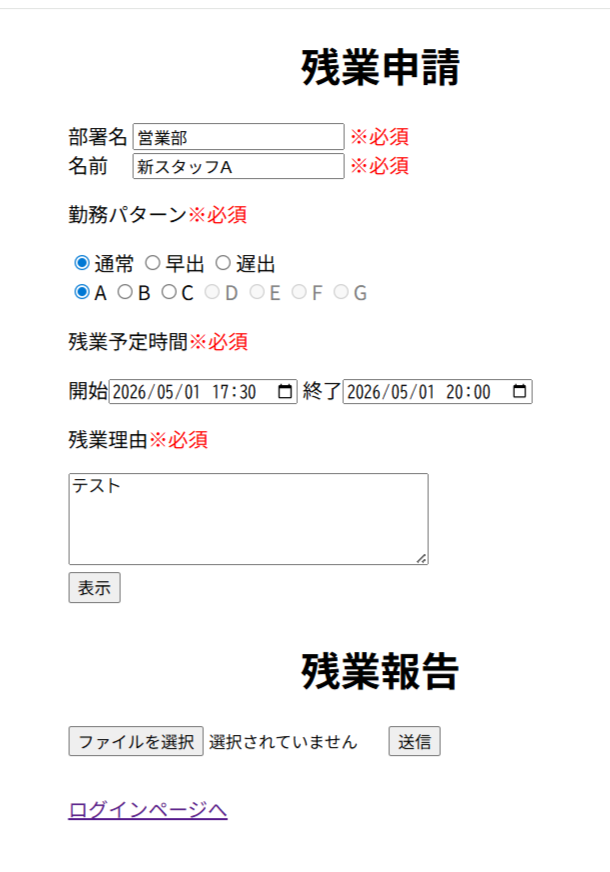 残業申請
部署名 営業部 ※必須
名前 新スタッフA ※必須
勤務パターン※必須
通常 早出 遅出
A B C D E F G
残業予定時間※必須
開始 2026/05/01 17:30 終了 2026/05/01 20:00
残業理由※必須
テスト
表示
残業報告
ファイルを選択 選択されていません 送信
ログインページへ